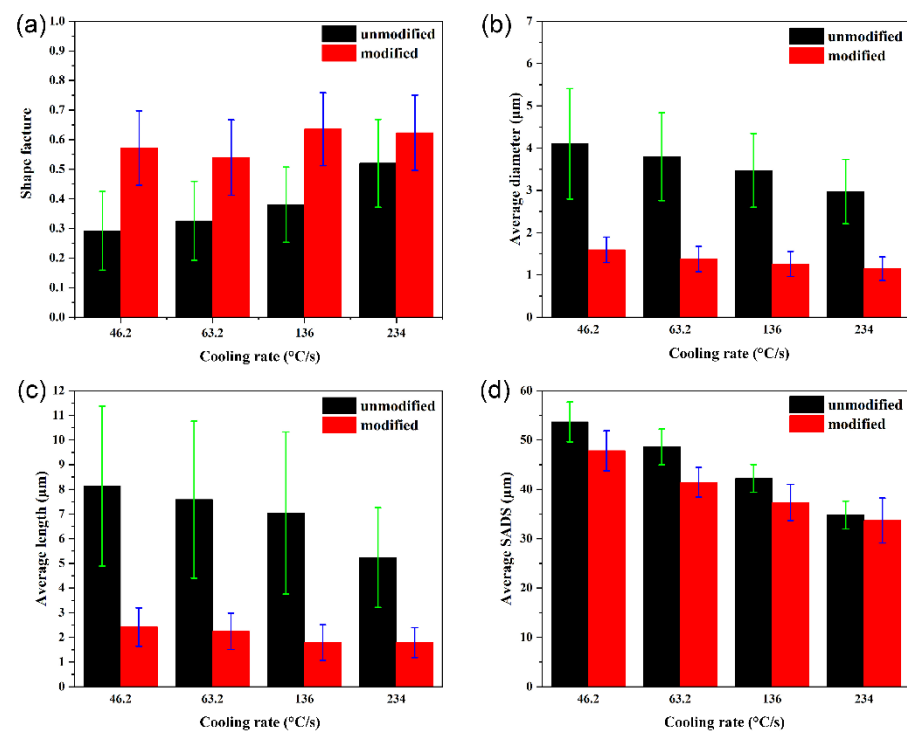 (a)
unmodified
modified
Shape facture
1.0
0.9
0.8
0.7
0.6
0.5
0.4
0.3
0.2
0.1
0.0
46.2 63.2 136 234
Cooling rate (°C/s)
(b)
unmodified
modified
Average diameter (μm)
7
6
5
4
3
2
1
0
46.2 63.2 136 234
Cooling rate (°C/s)
(c)
unmodified
modified
Average length (μm)
12
11
10
9
8
7
6
5
4
3
2
1
0
46.2 63.2 136 234
Cooling rate (°C/s)
(d)
unmodified
modified
Average SADS (μm)
60
50
40
30
20
10
0
46.2 63.2 136 234
Cooling rate (°C/s)